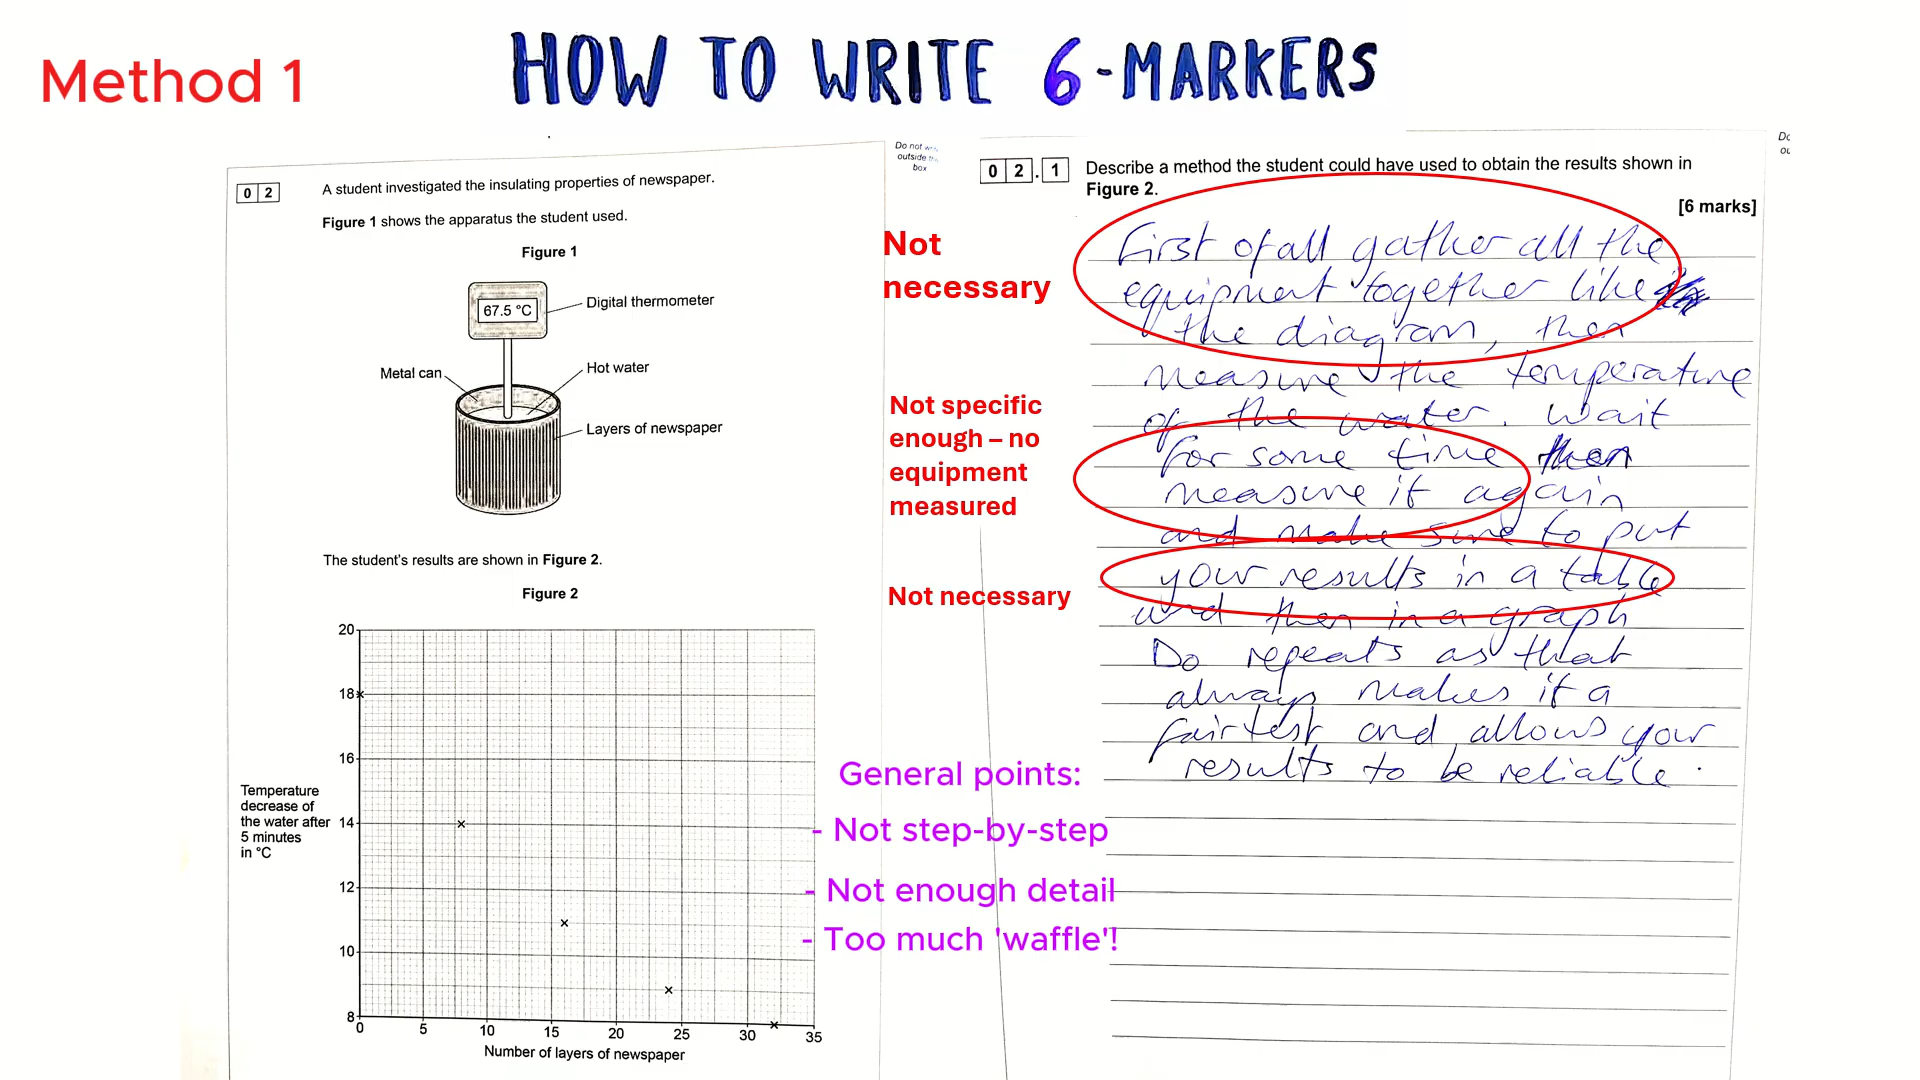 Method 1
HOW TO WRITE 6-MARKERS
Do not
outside the
box
0 2
A student investigated the insulating properties of newspaper.
Figure 1 shows the apparatus the student used.
Figure 1
67.5 °C
Digital thermometer
Metal can
Hot water
Layers of newspaper
The student's results are shown in Figure 2.
Figure 2
20
18
16
14
12
10
8
Temperature
decrease of
the water after
5 minutes
in °C
0 5 10 15 20 25 30 35
Number of layers of newspaper
Not
necessary
Not specific
enough – no
equipment
measured
Not necessary
General points:
- Not step-by-step
- Not enough detail
- Too much 'waffle'!
0 2 . 1
Describe a method the student could have used to obtain the results shown in
Figure 2.
[6 marks]
First of all gather all the
equipment together like
the diagram, then
measure the temperature
of the water. Wait
for some time then
measure it again
and make sure to put
your results in a table
and then in a graph
Do repeats as that
always makes it a
fair test and allows your
results to be reliable.